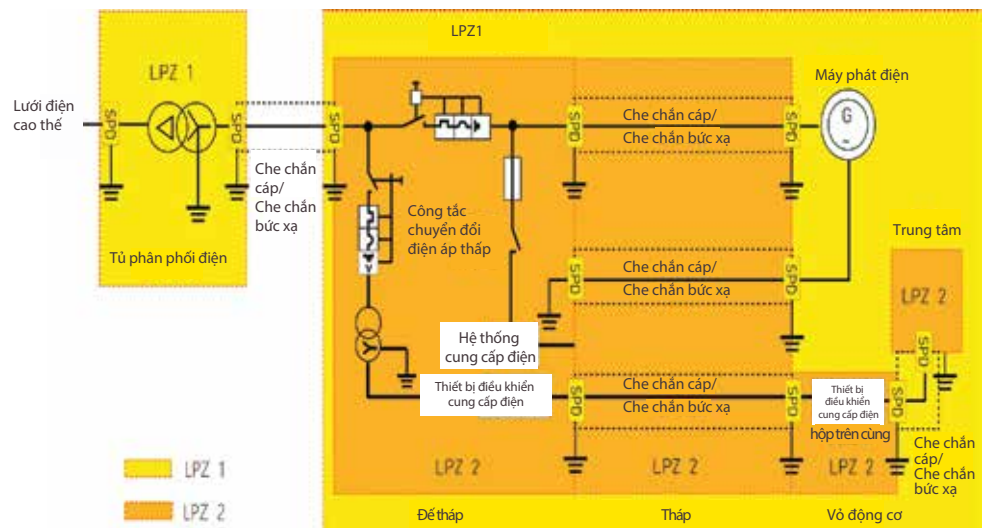 LPZ1
LPZ 1
Lưới điện
cao thế
SPD
SPD
SPD
Che chắn
cáp/
Che chắn
bức xạ
Tủ phân phối điện
Công tắc
chuyển đổi
điện áp thấp
SPD
Che chắn cáp/
Che chắn bức xạ
SPD
Máy phát điện
G
~
SPD
Che chắn cáp/
Che chắn bức xạ
SPD
Trung tâm
LPZ 2
SPD
Hệ thống
cung cấp điện
Thiết bị điều khiển
cung cấp điện
SPD
Che chắn cáp/
Che chắn bức xạ
SPD
Thiết bị
điều khiển
cung cấp điện
hộp trên cùng
SPD
Che chắn
cáp/
Che chắn
bức xạ
LPZ 2
LPZ 2
LPZ 2
LPZ 1
LPZ 2
Đế tháp
Tháp
Vỏ động cơ